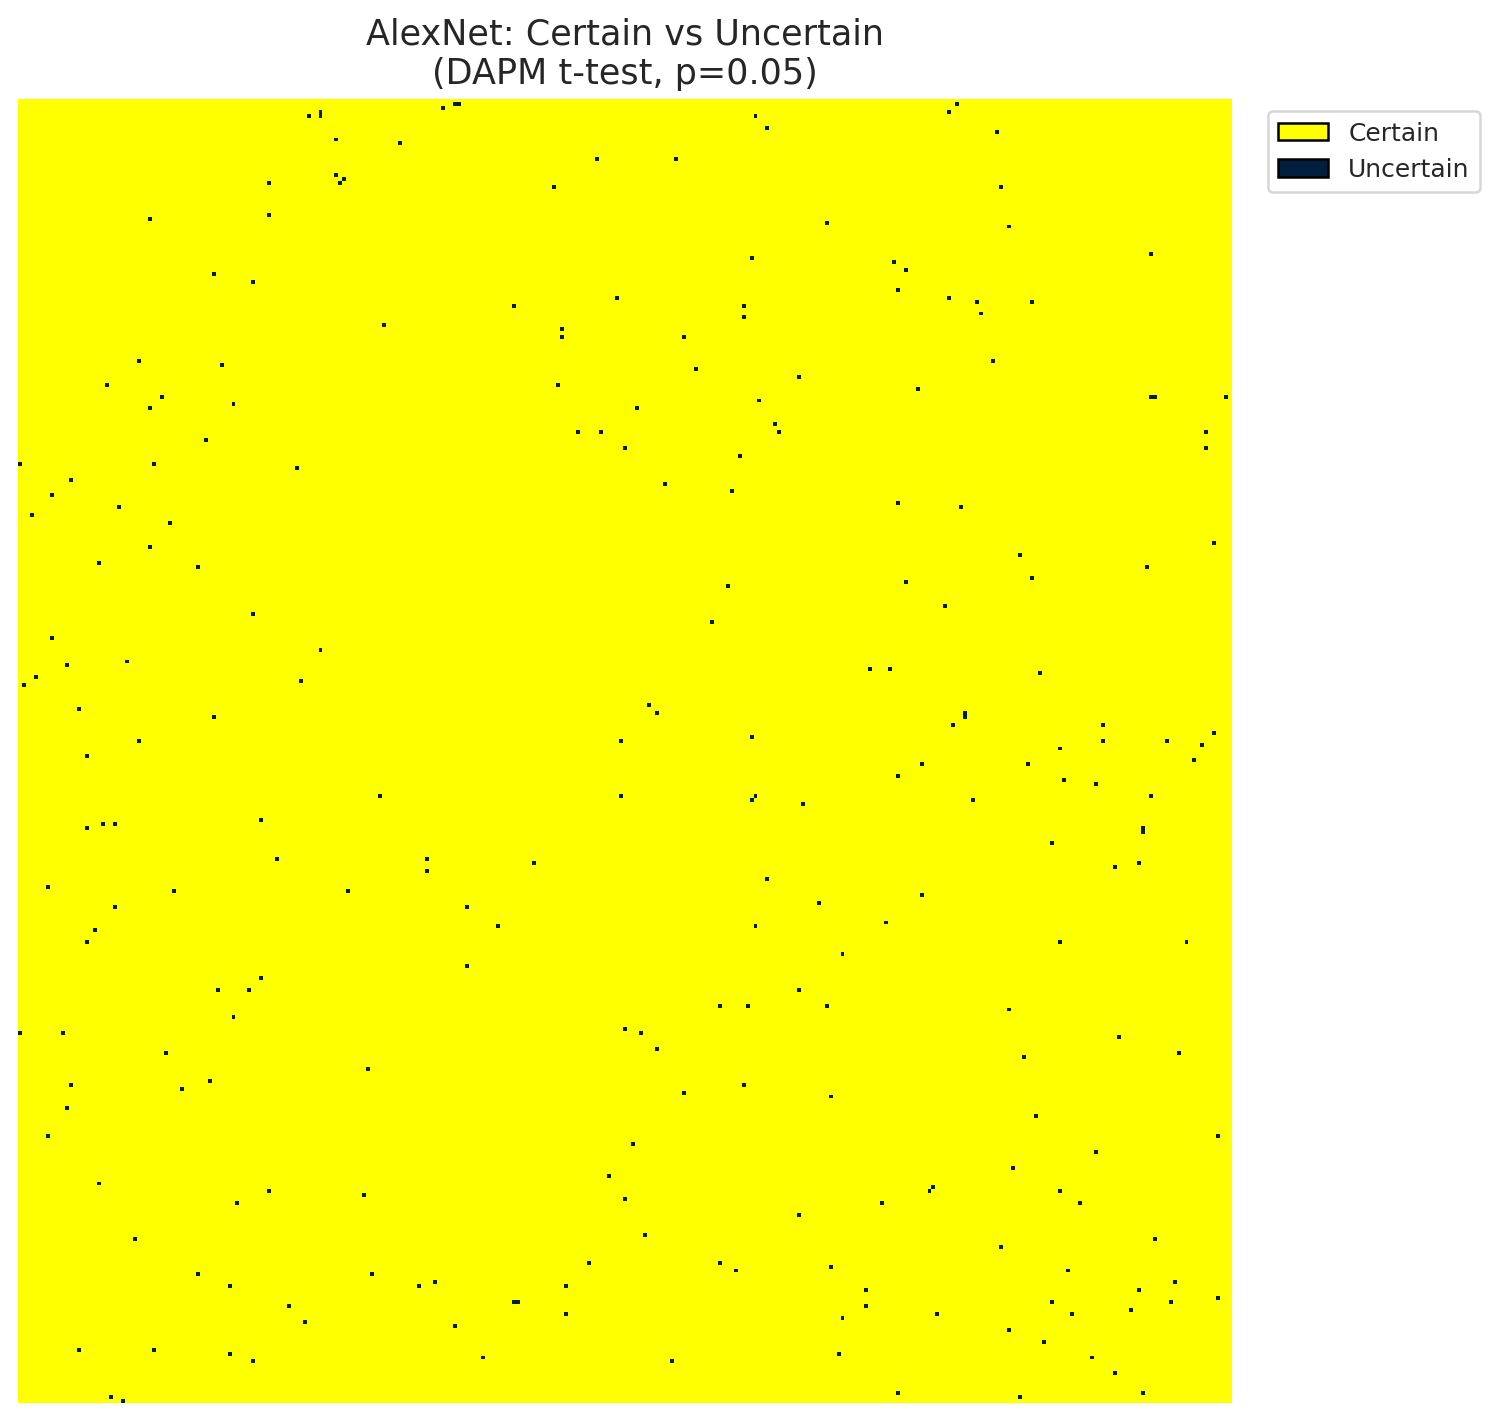 AlexNet: Certain vs Uncertain
(DAPM t-test, p=0.05)
Certain
Uncertain